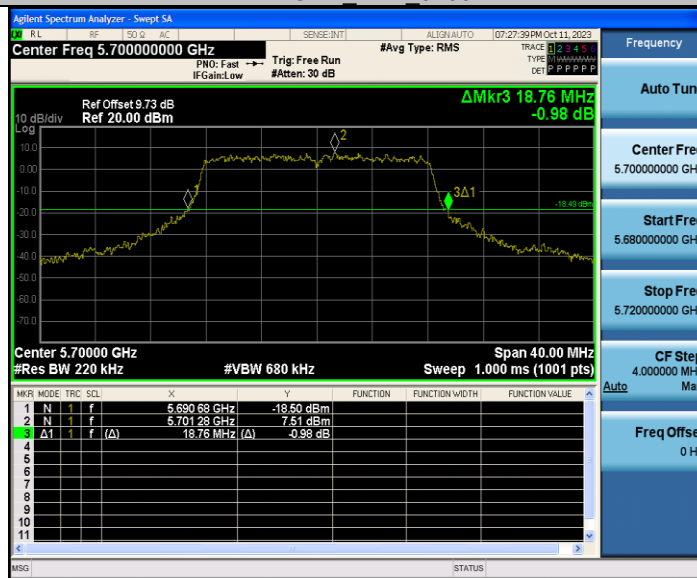 Agilent Spectrum Analyzer - Swept SA
RL RF 50 Ω AC SENSE:INT ALIGN AUTO 07:27:39 PM Oct 11, 2023
Center Freq 5.700000000 GHz
PNO: Fast
IFGain:Low
Trig: Free Run
#Atten: 30 dB
#Avg Type: RMS
TRACE 1 2 3 4 5 6
TYPE M
DET P P P P P P
Frequency
Auto Tun
Center Fre
5.700000000 GH
Start Fre
5.680000000 GH
Stop Fre
5.720000000 GH
CF Step
4.000000 MH
Auto Ma
Freq Offse
0 H
ΔMkr3 18.76 MHz
-0.98 dB
Ref Offset 9.73 dB
10 dB/div Ref 20.00 dBm
Log
10.0
0.00
-10.0
-20.0
-30.0
-40.0
-50.0
-60.0
-70.0
1
2
3Δ1
-18.49 dBm
Center 5.70000 GHz Span 40.00 MHz
#Res BW 220 kHz #VBW 680 kHz Sweep 1.000 ms (1001 pts)
MKR MODE TRC SCL X Y FUNCTION FUNCTION WIDTH FUNCTION VALUE
1 N 1 f 5.690 68 GHz -18.50 dBm
2 N 1 f 5.701 28 GHz 7.51 dBm
3 Δ1 1 f (Δ) 18.76 MHz (Δ) -0.98 dB
4
5
6
7
8
9
10
11
MSG STATUS